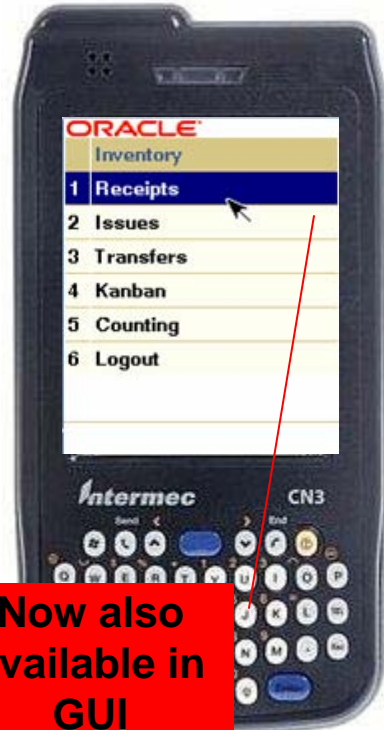 ORACLE
Inventory
1 Receipts
2 Issues
3 Transfers
4 Kanban
5 Counting
6 Logout
Intermec CN3
Send < > End
Q W E R T Y U I O P
J K L
N M
Now also
vailable in
GUI